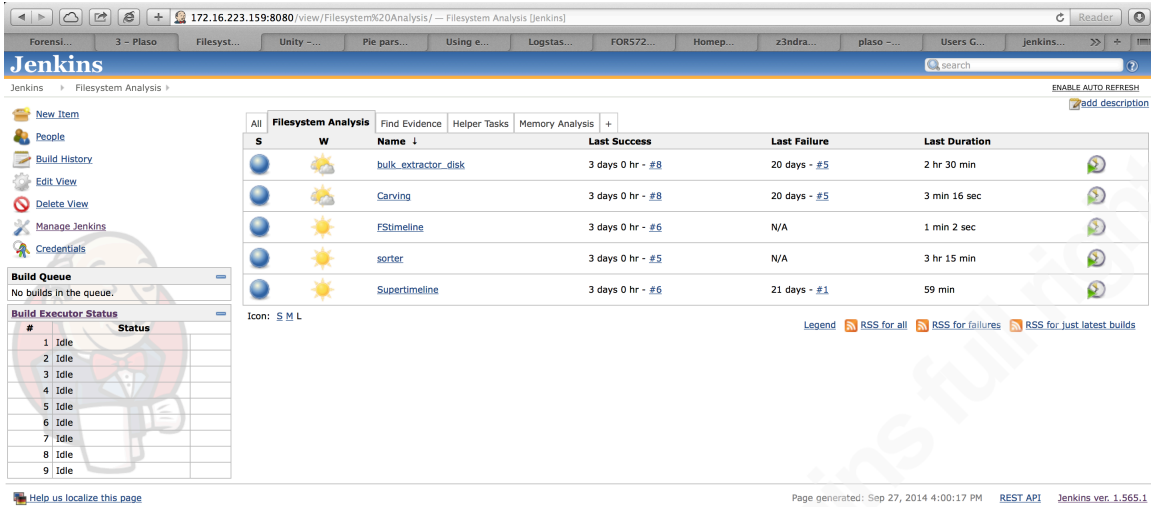 172.16.223.159:8080/view/Filesystem%20Analysis/ — Filesystem Analysis [Jenkins]
Reader
Forensi... 3 – Plaso Filesyst... Unity –... Pie pars... Using e... Logstas... FOR572... Homep... z3ndra... plaso –... Users G... jenkins...
Jenkins
search
Jenkins Filesystem Analysis
ENABLE AUTO REFRESH
add description
New Item
People
Build History
Edit View
Delete View
Manage Jenkins
Credentials
Build Queue
No builds in the queue.
Build Executor Status
# Status
1 Idle
2 Idle
3 Idle
4 Idle
5 Idle
6 Idle
7 Idle
8 Idle
9 Idle
All Filesystem Analysis Find Evidence Helper Tasks Memory Analysis +
S W Name ↓ Last Success Last Failure Last Duration
bulk_extractor_disk 3 days 0 hr - #8 20 days - #5 2 hr 30 min
Carving 3 days 0 hr - #8 20 days - #5 3 min 16 sec
FStimeline 3 days 0 hr - #6 N/A 1 min 2 sec
sorter 3 days 0 hr - #5 N/A 3 hr 15 min
Supertimeline 3 days 0 hr - #6 21 days - #1 59 min
Icon: S M L
Legend RSS for all RSS for failures RSS for just latest builds
ins full right
Help us localize this page
Page generated: Sep 27, 2014 4:00:17 PM REST API Jenkins ver. 1.565.1